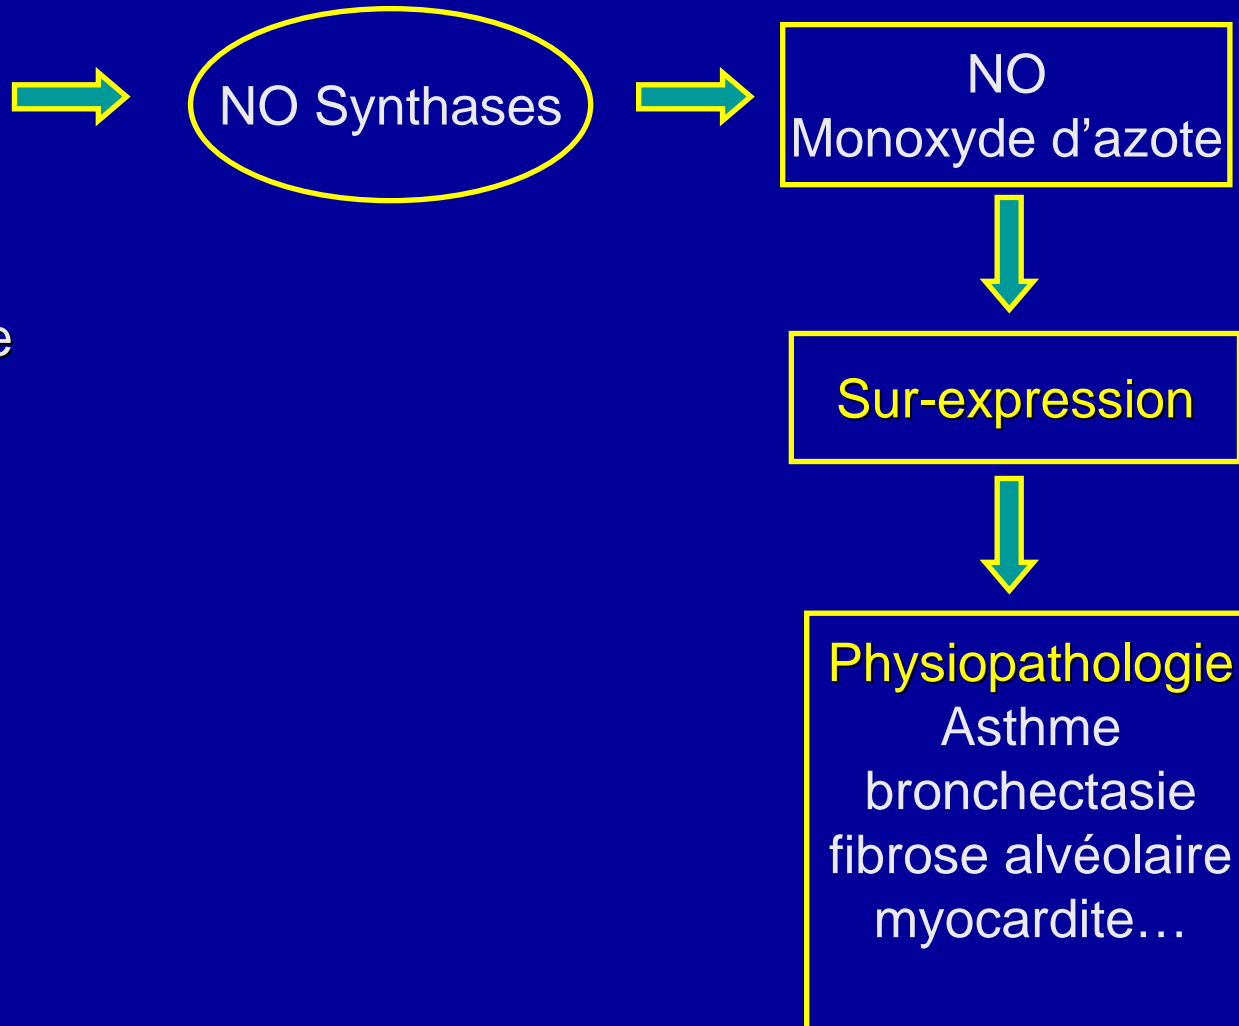 NO Synthases
NO
Monoxyde d’azote
e
Sur-expression
Physiopathologie
Asthme
bronchectasie
fibrose alvéolaire
myocardite…